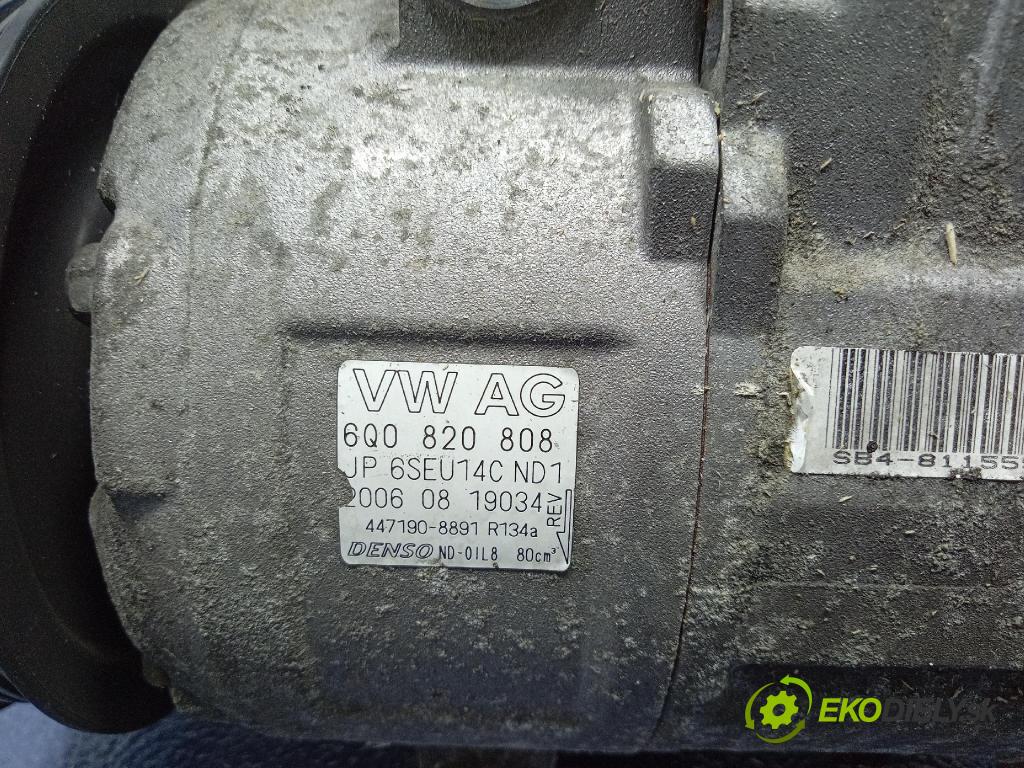 VW AG
6Q0 820 808
JP 6SEU14C ND1
2006 08 19034
REV
447190-8891 R134a
DENSO ND-OIL8 80cm³
SB4-81155
EKODISLY.sk